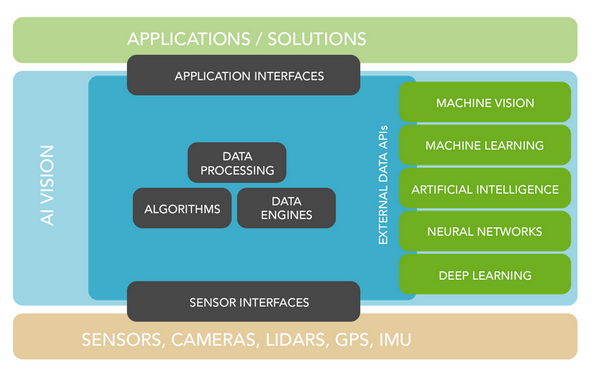 APPLICATIONS / SOLUTIONS
APPLICATION INTERFACES
AI VISION
DATA
PROCESSING
ALGORITHMS
DATA
ENGINES
EXTERNAL DATA APIs
MACHINE VISION
MACHINE LEARNING
ARTIFICIAL INTELLIGENCE
NEURAL NETWORKS
DEEP LEARNING
SENSOR INTERFACES
SENSORS, CAMERAS, LIDARS, GPS, IMU